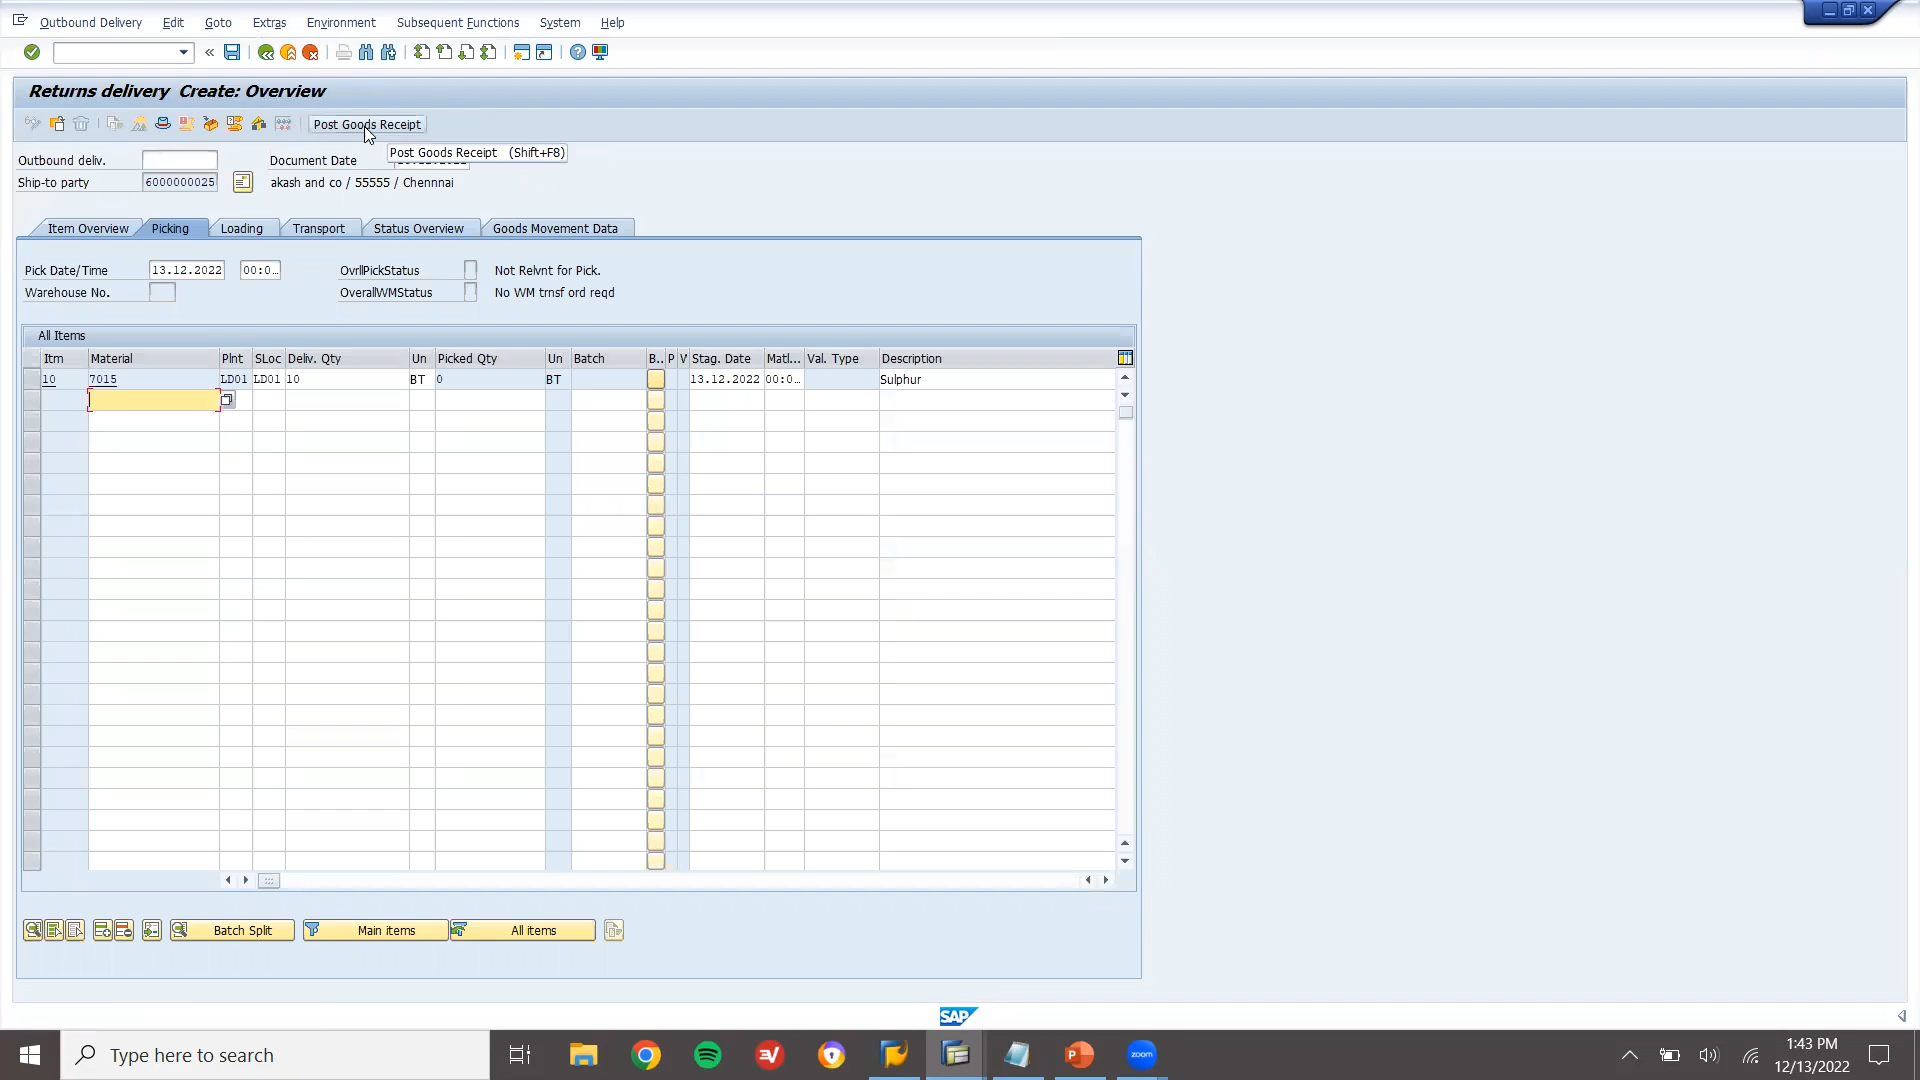 Outbound Delivery Edit Goto Extras Environment Subsequent Functions System Help
Returns delivery Create: Overview
Post Goods Receipt
Post Goods Receipt (Shift+F8)
Outbound deliv. Document Date
Ship-to party 6000000025 akash and co / 55555 / Chennnai
Item Overview Picking Loading Transport Status Overview Goods Movement Data
Pick Date/Time 13.12.2022 00:0... OvrllPickStatus Not Relvnt for Pick.
Warehouse No. OverallWMStatus No WM trnsf ord reqd
All Items
Itm Material Plnt SLoc Deliv. Qty Un Picked Qty Un Batch B.. P W Stag. Date Matl... Val. Type Description
10 7015 LD01 LD01 10 BT 0 BT 13.12.2022 00:0... Sulphur
Batch Split Main items All items
SAP
Type here to search
zoom
1:43 PM
12/13/2022